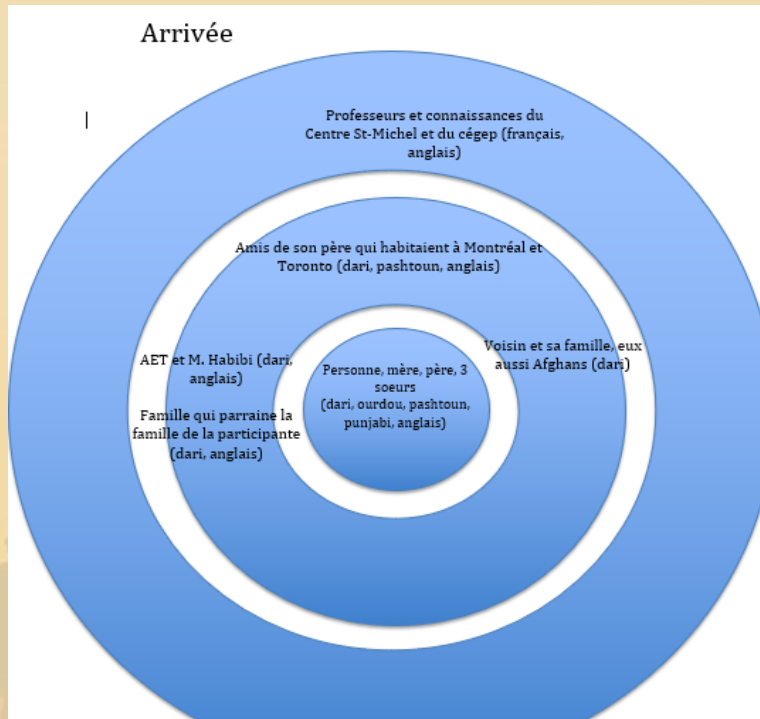 Arrivée
Professeurs et connaissances du
Centre St-Michel et du cégep (français,
anglais)
Amis de son père qui habitaient à Montréal et
Toronto (dari, pashtoun, anglais)
AET et M. Habibi (dari,
anglais)
Famille qui parraine la
famille de la participante
(dari, anglais)
Personne, mère, père, 3
soeurs
(dari, ourdou, pashtoun,
punjabi, anglais)
Voisin et sa famille, eux
aussi Afghans (dari)